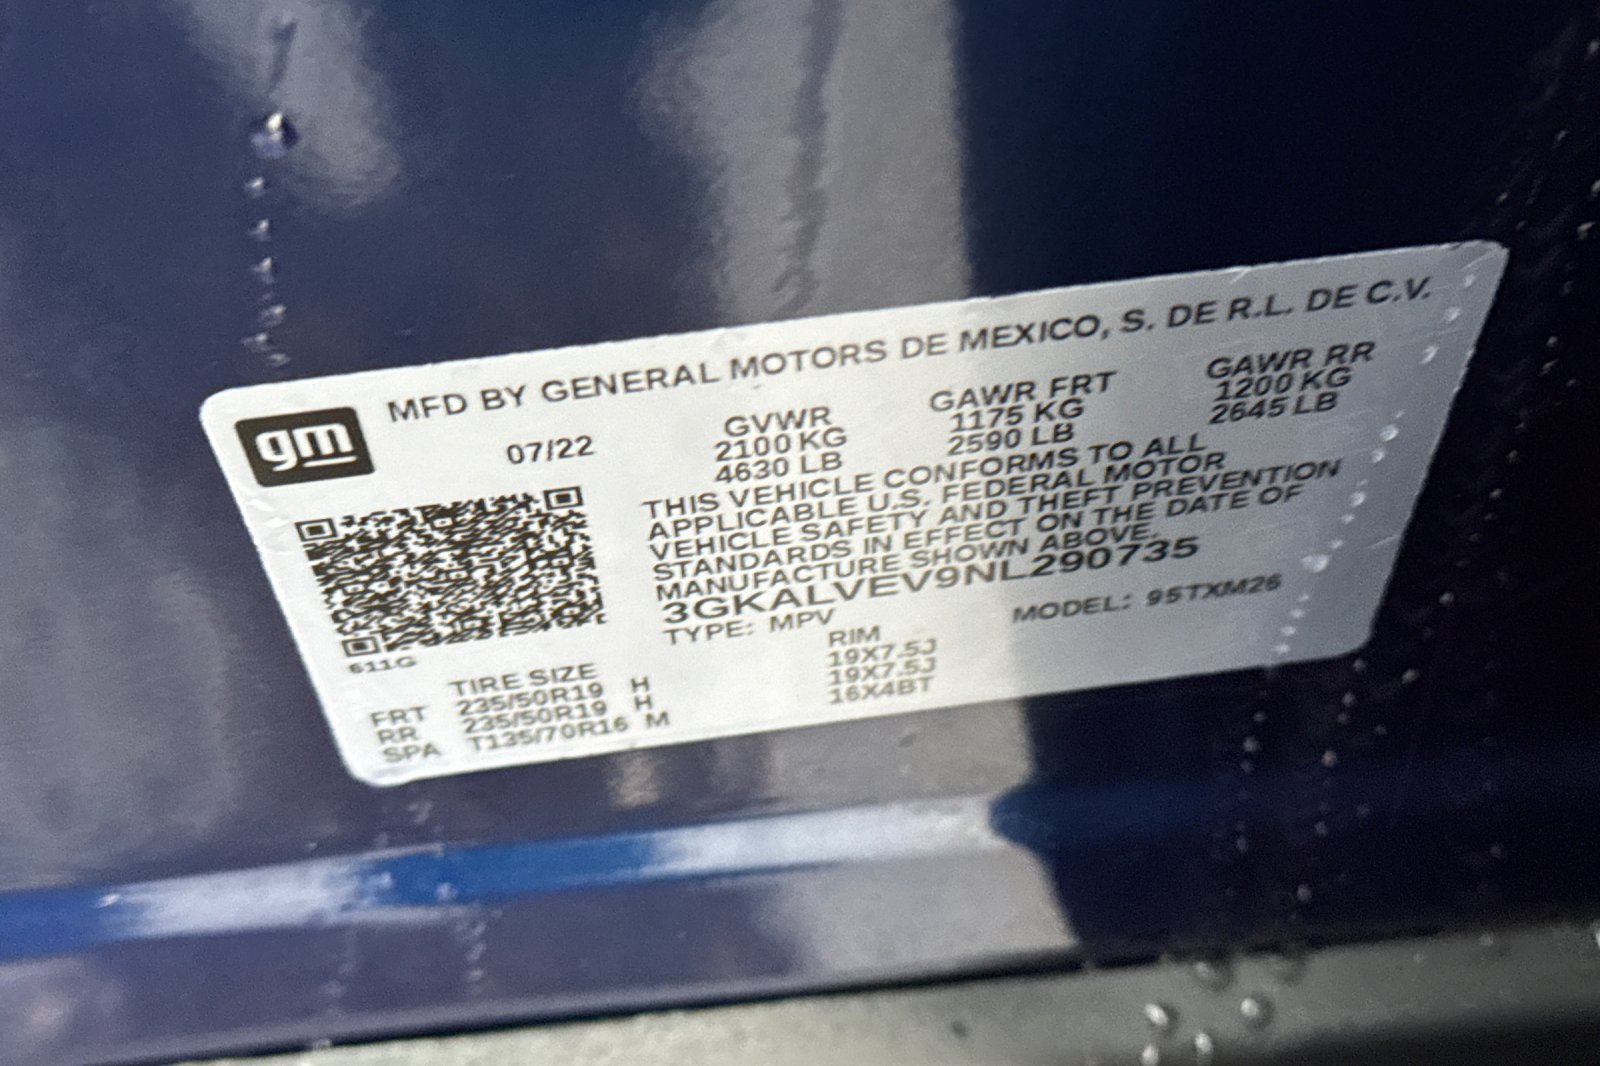 gm
MFD BY GENERAL MOTORS DE MEXICO, S. DE R.L. DE C.V.
07/22 GVWR GAWR FRT GAWR RR
2100 KG 1175 KG 1200 KG
4630 LB 2590 LB 2645 LB
THIS VEHICLE CONFORMS TO ALL
APPLICABLE U.S. FEDERAL MOTOR
VEHICLE SAFETY AND THEFT PREVENTION
STANDARDS IN EFFECT ON THE DATE OF
MANUFACTURE SHOWN ABOVE.
3GKALVEV9NL290735
TYPE: MPV MODEL: 95TXM26
611G
TIRE SIZE RIM
FRT 235/50R19 H 19X7.5J
RR 235/50R19 H 19X7.5J
SPA T135/70R16 M 16X4BT